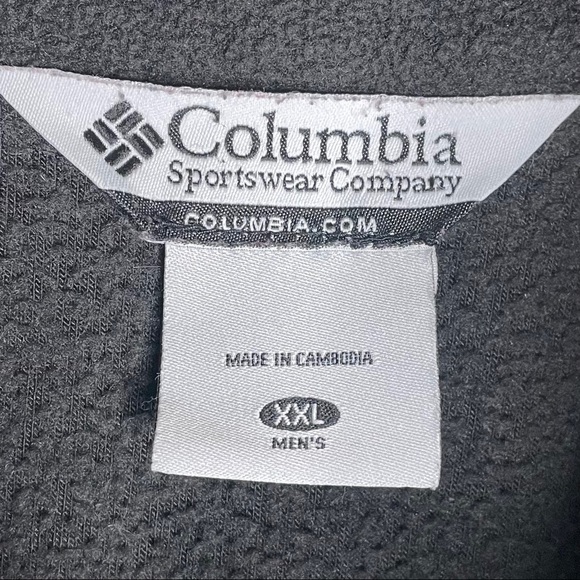 Columbia
Sportswear Company
COLUMBIA.COM
MADE IN CAMBODIA
XXL
MEN'S